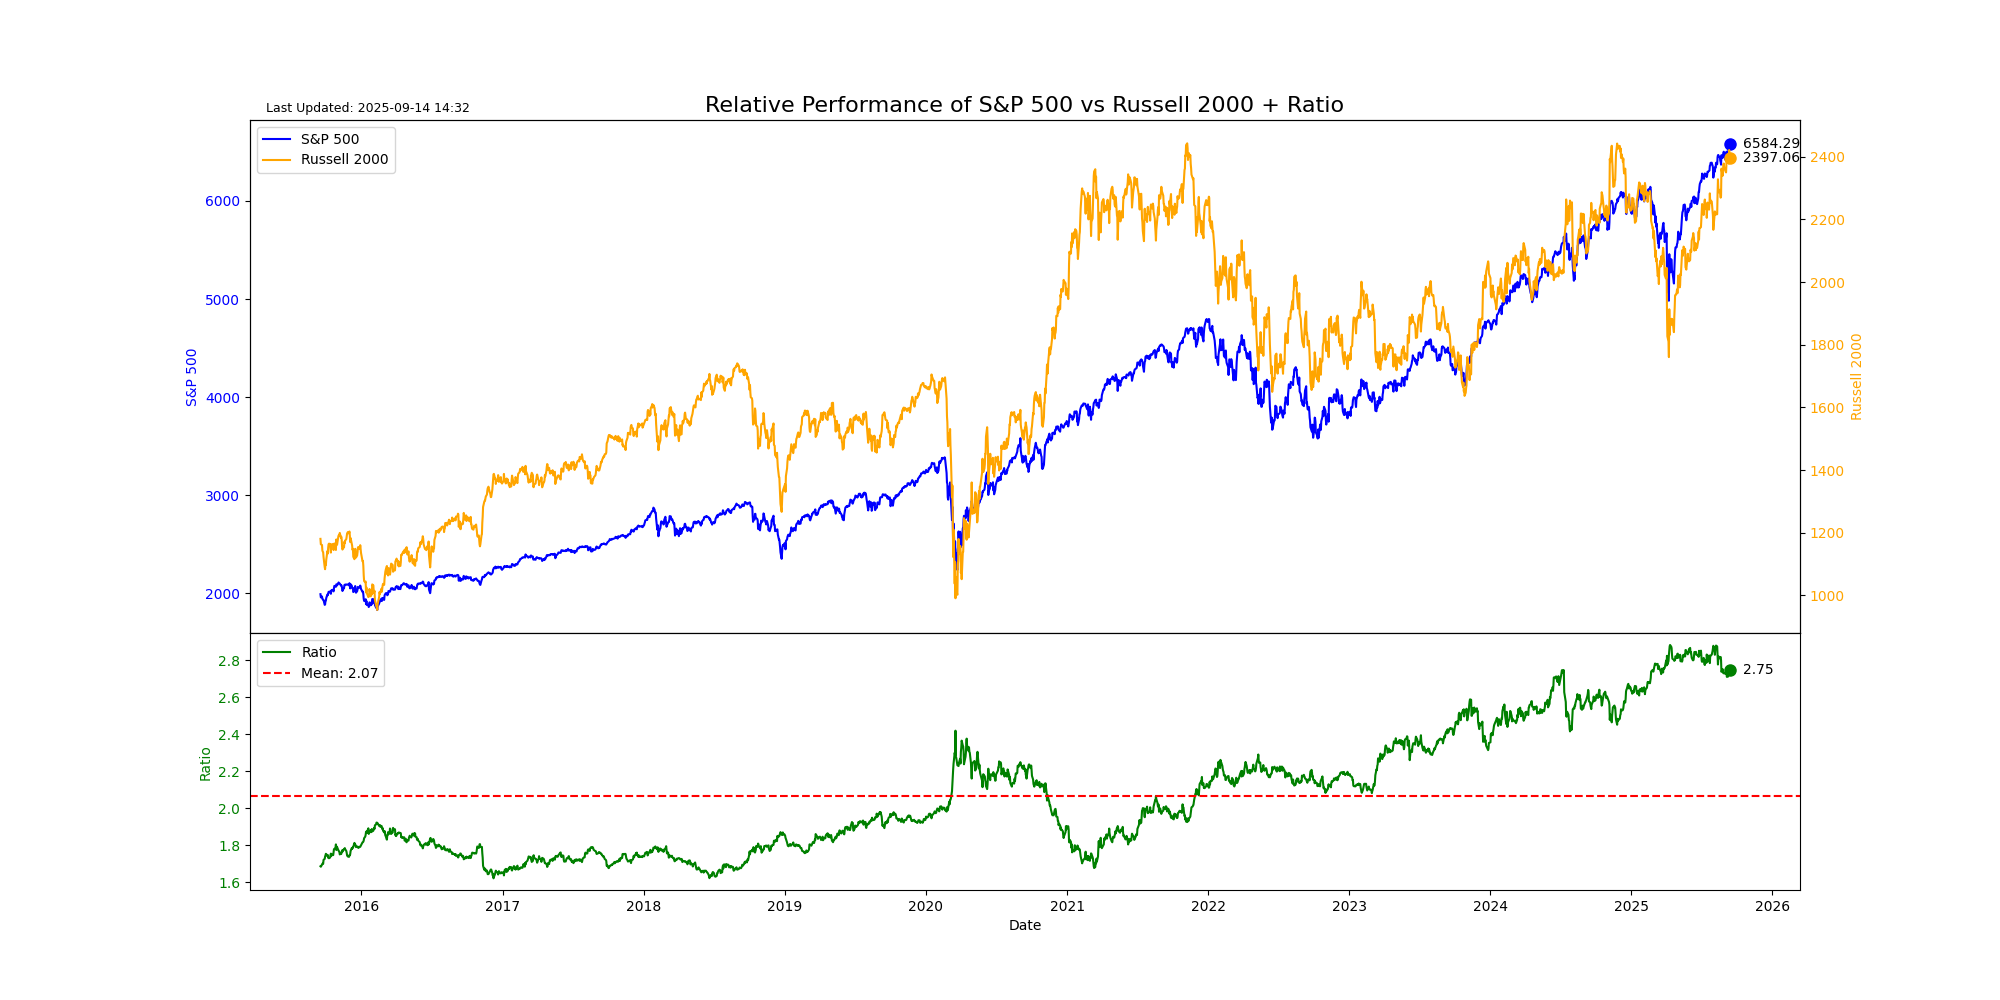 Last Updated: 2025-09-14 14:32
Relative Performance of S&P 500 vs Russell 2000 + Ratio
S&P 500
Russell 2000
6584.29
2397.06
6000
5000
4000
3000
2000
S&P 500
2400
2200
2000
1800
1600
1400
1200
1000
Russell 2000
Ratio
Mean: 2.07
2.75
2.8
2.6
2.4
2.2
2.0
1.8
1.6
Ratio
2016 2017 2018 2019 2020 2021 2022 2023 2024 2025 2026
Date